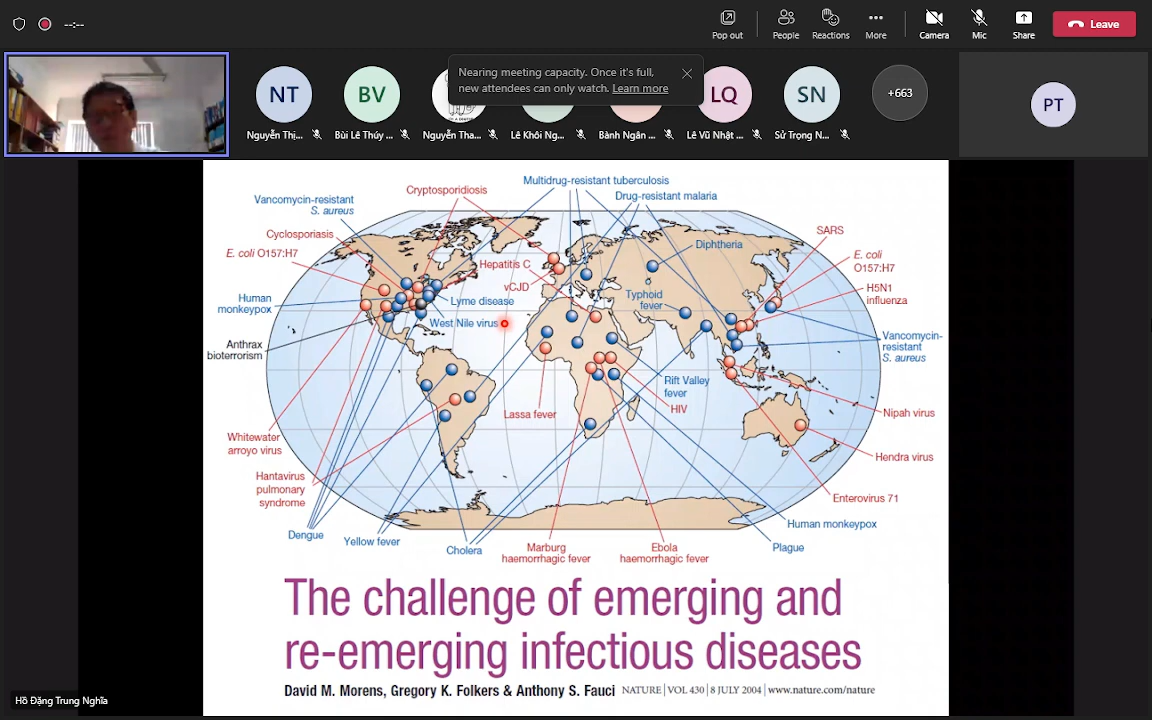 --:--
Pop out
People
Reactions
More
Camera
Mic
Share
Leave
Nearing meeting capacity. Once it's full,
new attendees can only watch. Learn more
NT
BV
LQ
SN
+663
PT
Nguyễn Thị...
Bùi Lê Thúy ...
Nguyễn Tha...
Lê Khôi Ng...
Bành Ngân ...
Lê Vũ Nhật ...
Sử Trọng N...
Multidrug-resistant tuberculosis
Cryptosporidiosis
Drug-resistant malaria
Vancomycin-resistant
S. aureus
Cyclosporiasis
E. coli O157:H7
Human
monkeypox
Anthrax
bioterrorism
Hepatitis C
vCJD
Lyme disease
West Nile virus
Diphtheria
Typhoid
fever
SARS
E. coli
O157:H7
H5N1
influenza
Vancomycin-
resistant
S. aureus
Rift Valley
fever
HIV
Lassa fever
Nipah virus
Hendra virus
Enterovirus 71
Whitewater
arroyo virus
Hantavirus
pulmonary
syndrome
Dengue
Yellow fever
Cholera
Marburg
haemorrhagic fever
Ebola
haemorrhagic fever
Plague
Human monkeypox
The challenge of emerging and
re-emerging infectious diseases
David M. Morens, Gregory K. Folkers & Anthony S. Fauci NATURE | VOL 430 | 8 JULY 2004 | www.nature.com/nature
Hồ Đặng Trung Nghĩa